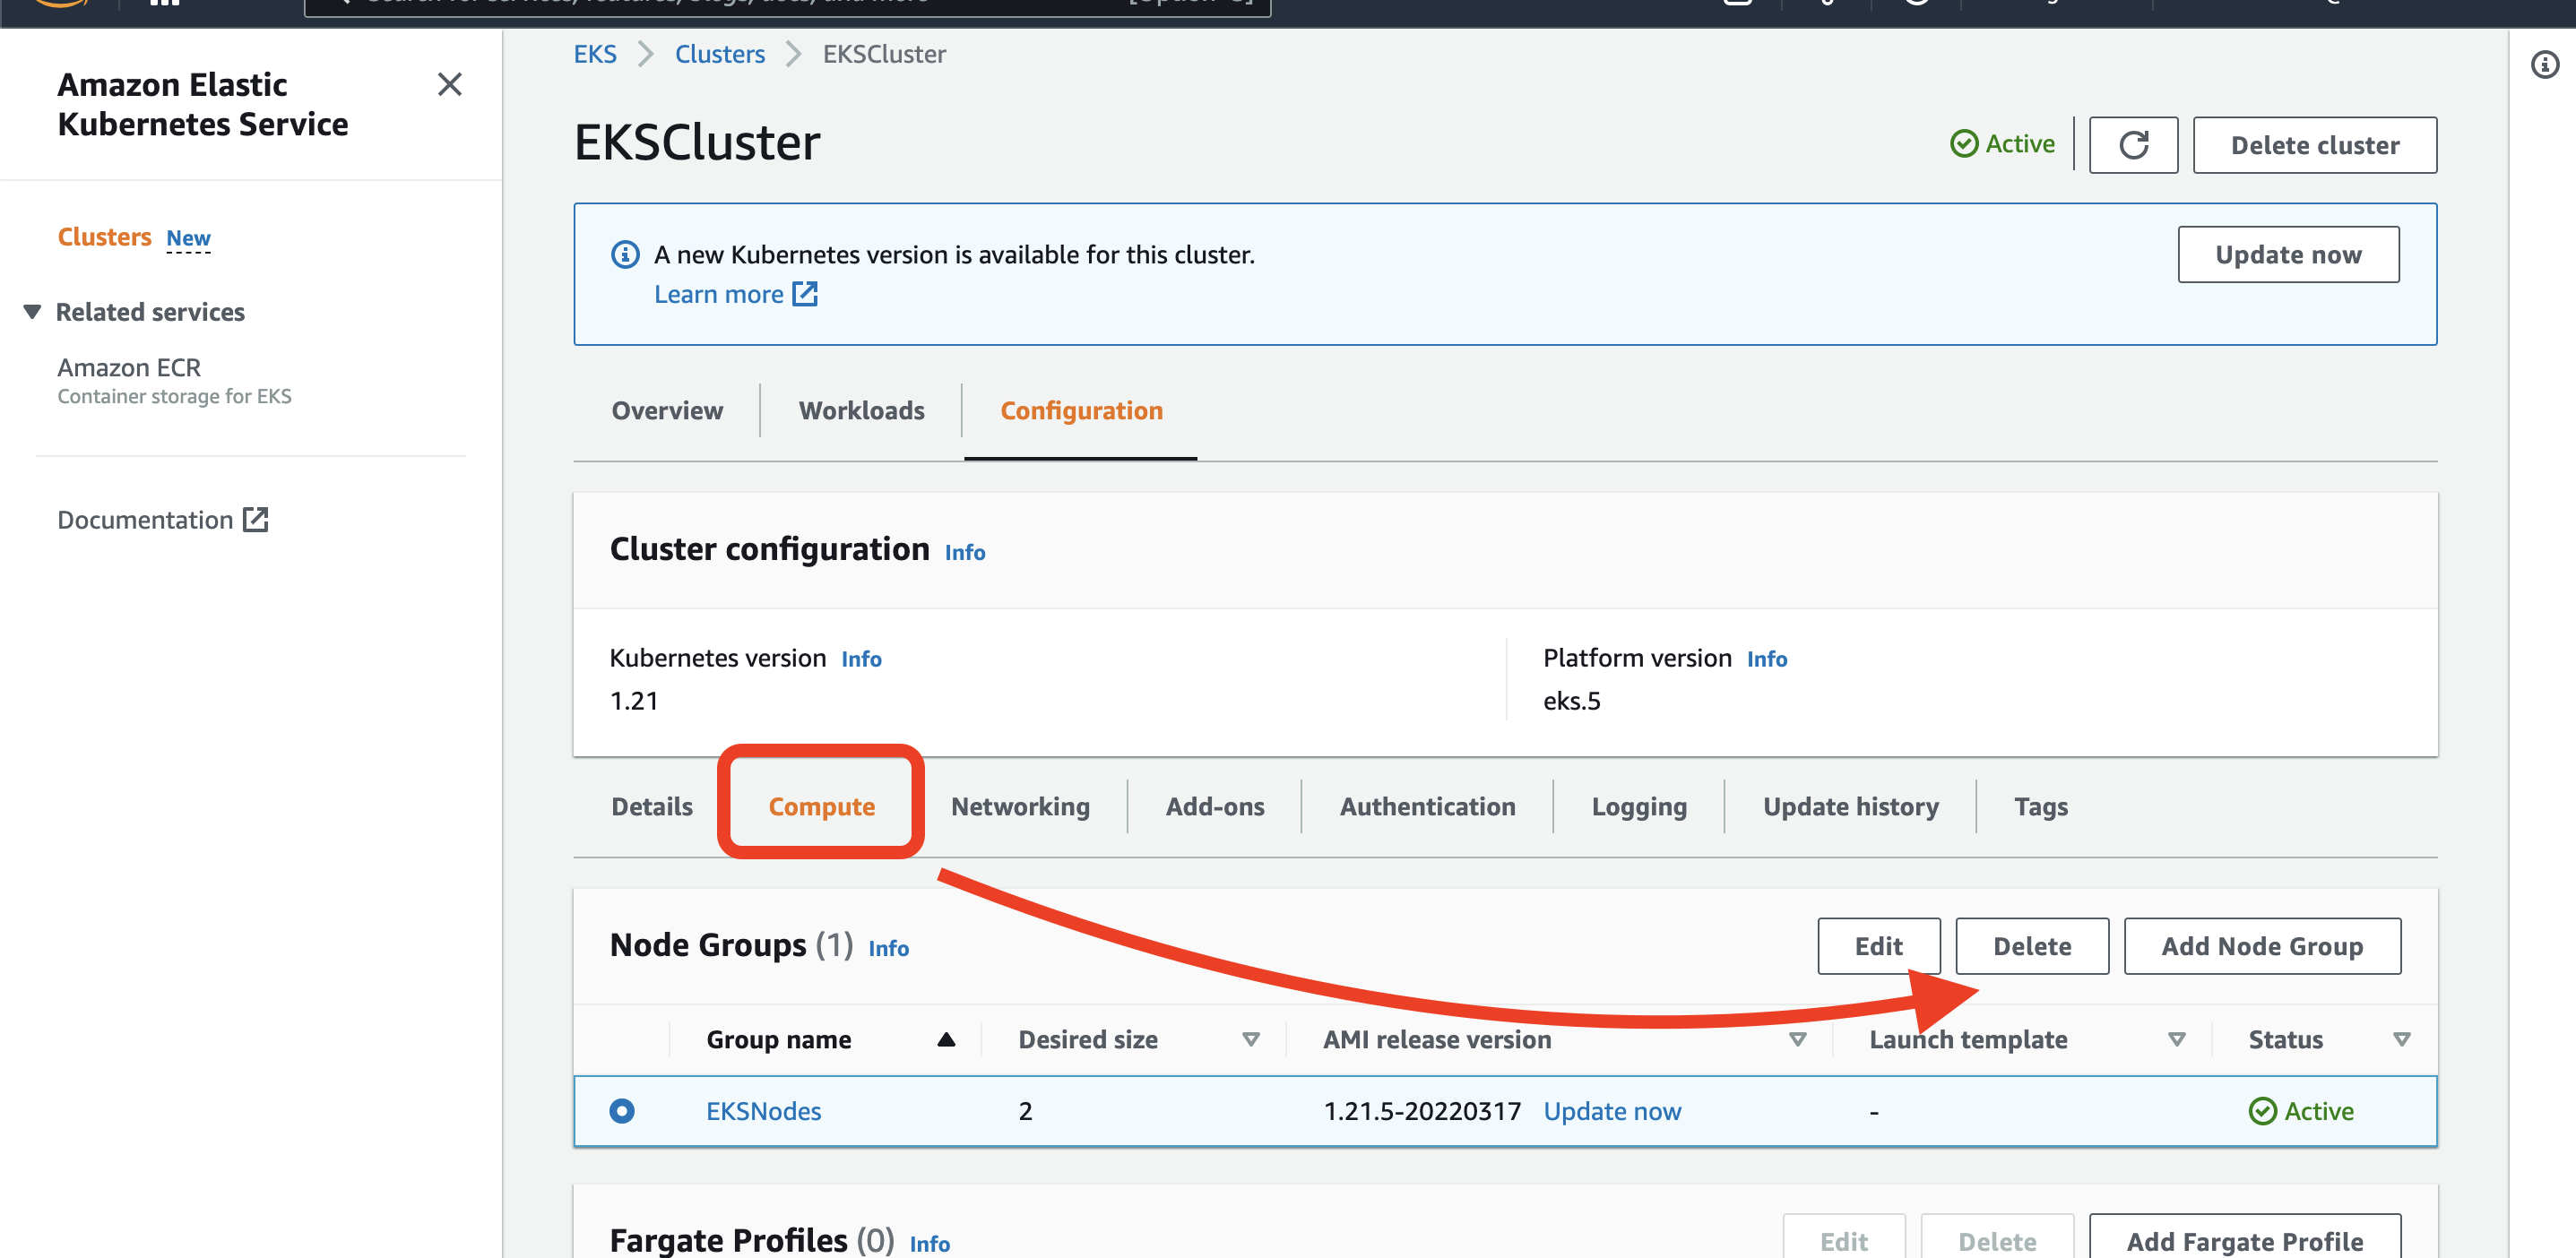 Amazon Elastic
Kubernetes Service
Clusters New
Related services
Amazon ECR
Container storage for EKS
Documentation
EKS Clusters EKSCluster
EKSCluster
Active
Delete cluster
A new Kubernetes version is available for this cluster.
Learn more
Update now
Overview Workloads Configuration
Cluster configuration Info
Kubernetes version Info
1.21
Platform version Info
eks.5
Details Compute Networking Add-ons Authentication Logging Update history Tags
Node Groups (1) Info
Edit Delete Add Node Group
Group name Desired size AMI release version Launch template Status
EKSNodes 2 1.21.5-20220317 Update now - Active
Fargate Profiles (0) Info
Edit Delete Add Fargate Profile